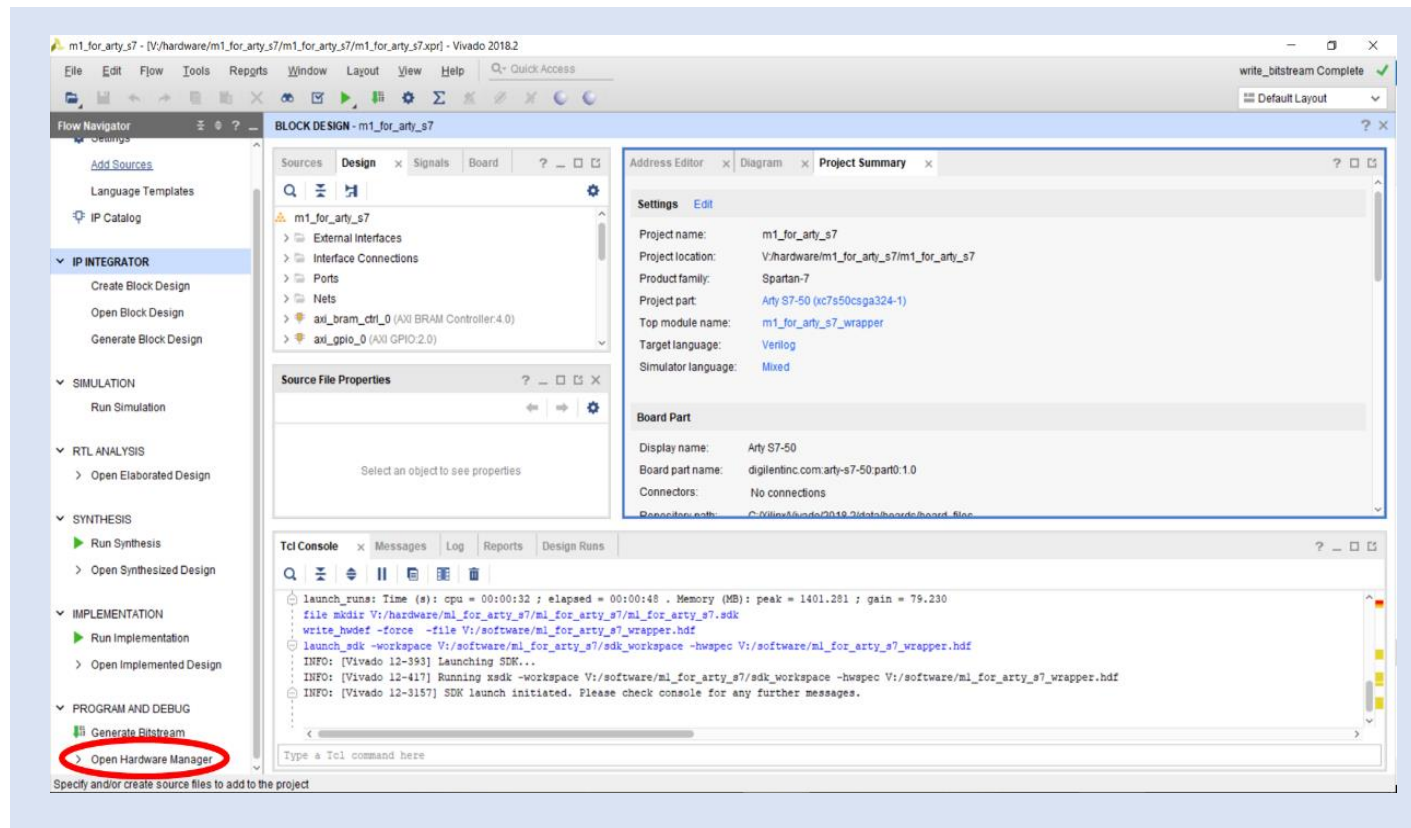 m1_for_arty_s7 - [V:/hardware/m1_for_arty_s7/m1_for_arty_s7/m1_for_arty_s7.xpr] - Vivado 2018.2
File Edit Flow Tools Reports Window Layout View Help Quick Access
write_bitstream Complete
Default Layout
Flow Navigator
Settings
Add Sources
Language Templates
IP Catalog
IP INTEGRATOR
Create Block Design
Open Block Design
Generate Block Design
SIMULATION
Run Simulation
RTL ANALYSIS
Open Elaborated Design
SYNTHESIS
Run Synthesis
Open Synthesized Design
IMPLEMENTATION
Run Implementation
Open Implemented Design
PROGRAM AND DEBUG
Generate Bitstream
Open Hardware Manager
BLOCK DESIGN - m1_for_arty_s7
Sources Design Signals Board
m1_for_arty_s7
External Interfaces
Interface Connections
Ports
Nets
axi_bram_ctrl_0 (AXI BRAM Controller:4.0)
axi_gpio_0 (AXI GPIO:2.0)
Source File Properties
Select an object to see properties
Address Editor Diagram Project Summary
Settings Edit
Project name: m1_for_arty_s7
Project location: V:/hardware/m1_for_arty_s7/m1_for_arty_s7
Product family: Spartan-7
Project part: Arty S7-50 (xc7s50csga324-1)
Top module name: m1_for_arty_s7_wrapper
Target language: Verilog
Simulator language: Mixed
Board Part
Display name: Arty S7-50
Board part name: digilentinc.com:arty-s7-50:part0:1.0
Connectors: No connections
Repository path: C:/Xilinx/Vivado/2018.2/data/boards/board_files
Tcl Console Messages Log Reports Design Runs
launch_runs: Time (s): cpu = 00:00:32 ; elapsed = 00:00:48 . Memory (MB): peak = 1401.281 ; gain = 79.230
file mkdir V:/hardware/m1_for_arty_s7/m1_for_arty_s7/m1_for_arty_s7.sdk
write_hwdef -force -file V:/software/m1_for_arty_s7_wrapper.hdf
launch_sdk -workspace V:/software/m1_for_arty_s7/sdk_workspace -hwspec V:/software/m1_for_arty_s7_wrapper.hdf
INFO: [Vivado 12-393] Launching SDK...
INFO: [Vivado 12-417] Running xsdk -workspace V:/software/m1_for_arty_s7/sdk_workspace -hwspec V:/software/m1_for_arty_s7_wrapper.hdf
INFO: [Vivado 12-3157] SDK launch initiated. Please check console for any further messages.
Type a Tcl command here
Specify and/or create source files to add to the project